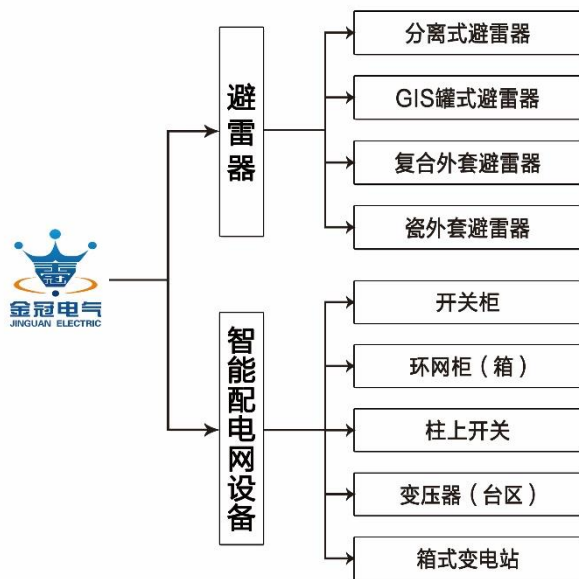 金冠电气
JINGUAN ELECTRIC
避雷器
分离式避雷器
GIS罐式避雷器
复合外套避雷器
瓷外套避雷器
智能配电网设备
开关柜
环网柜（箱）
柱上开关
变压器（台区）
箱式变电站